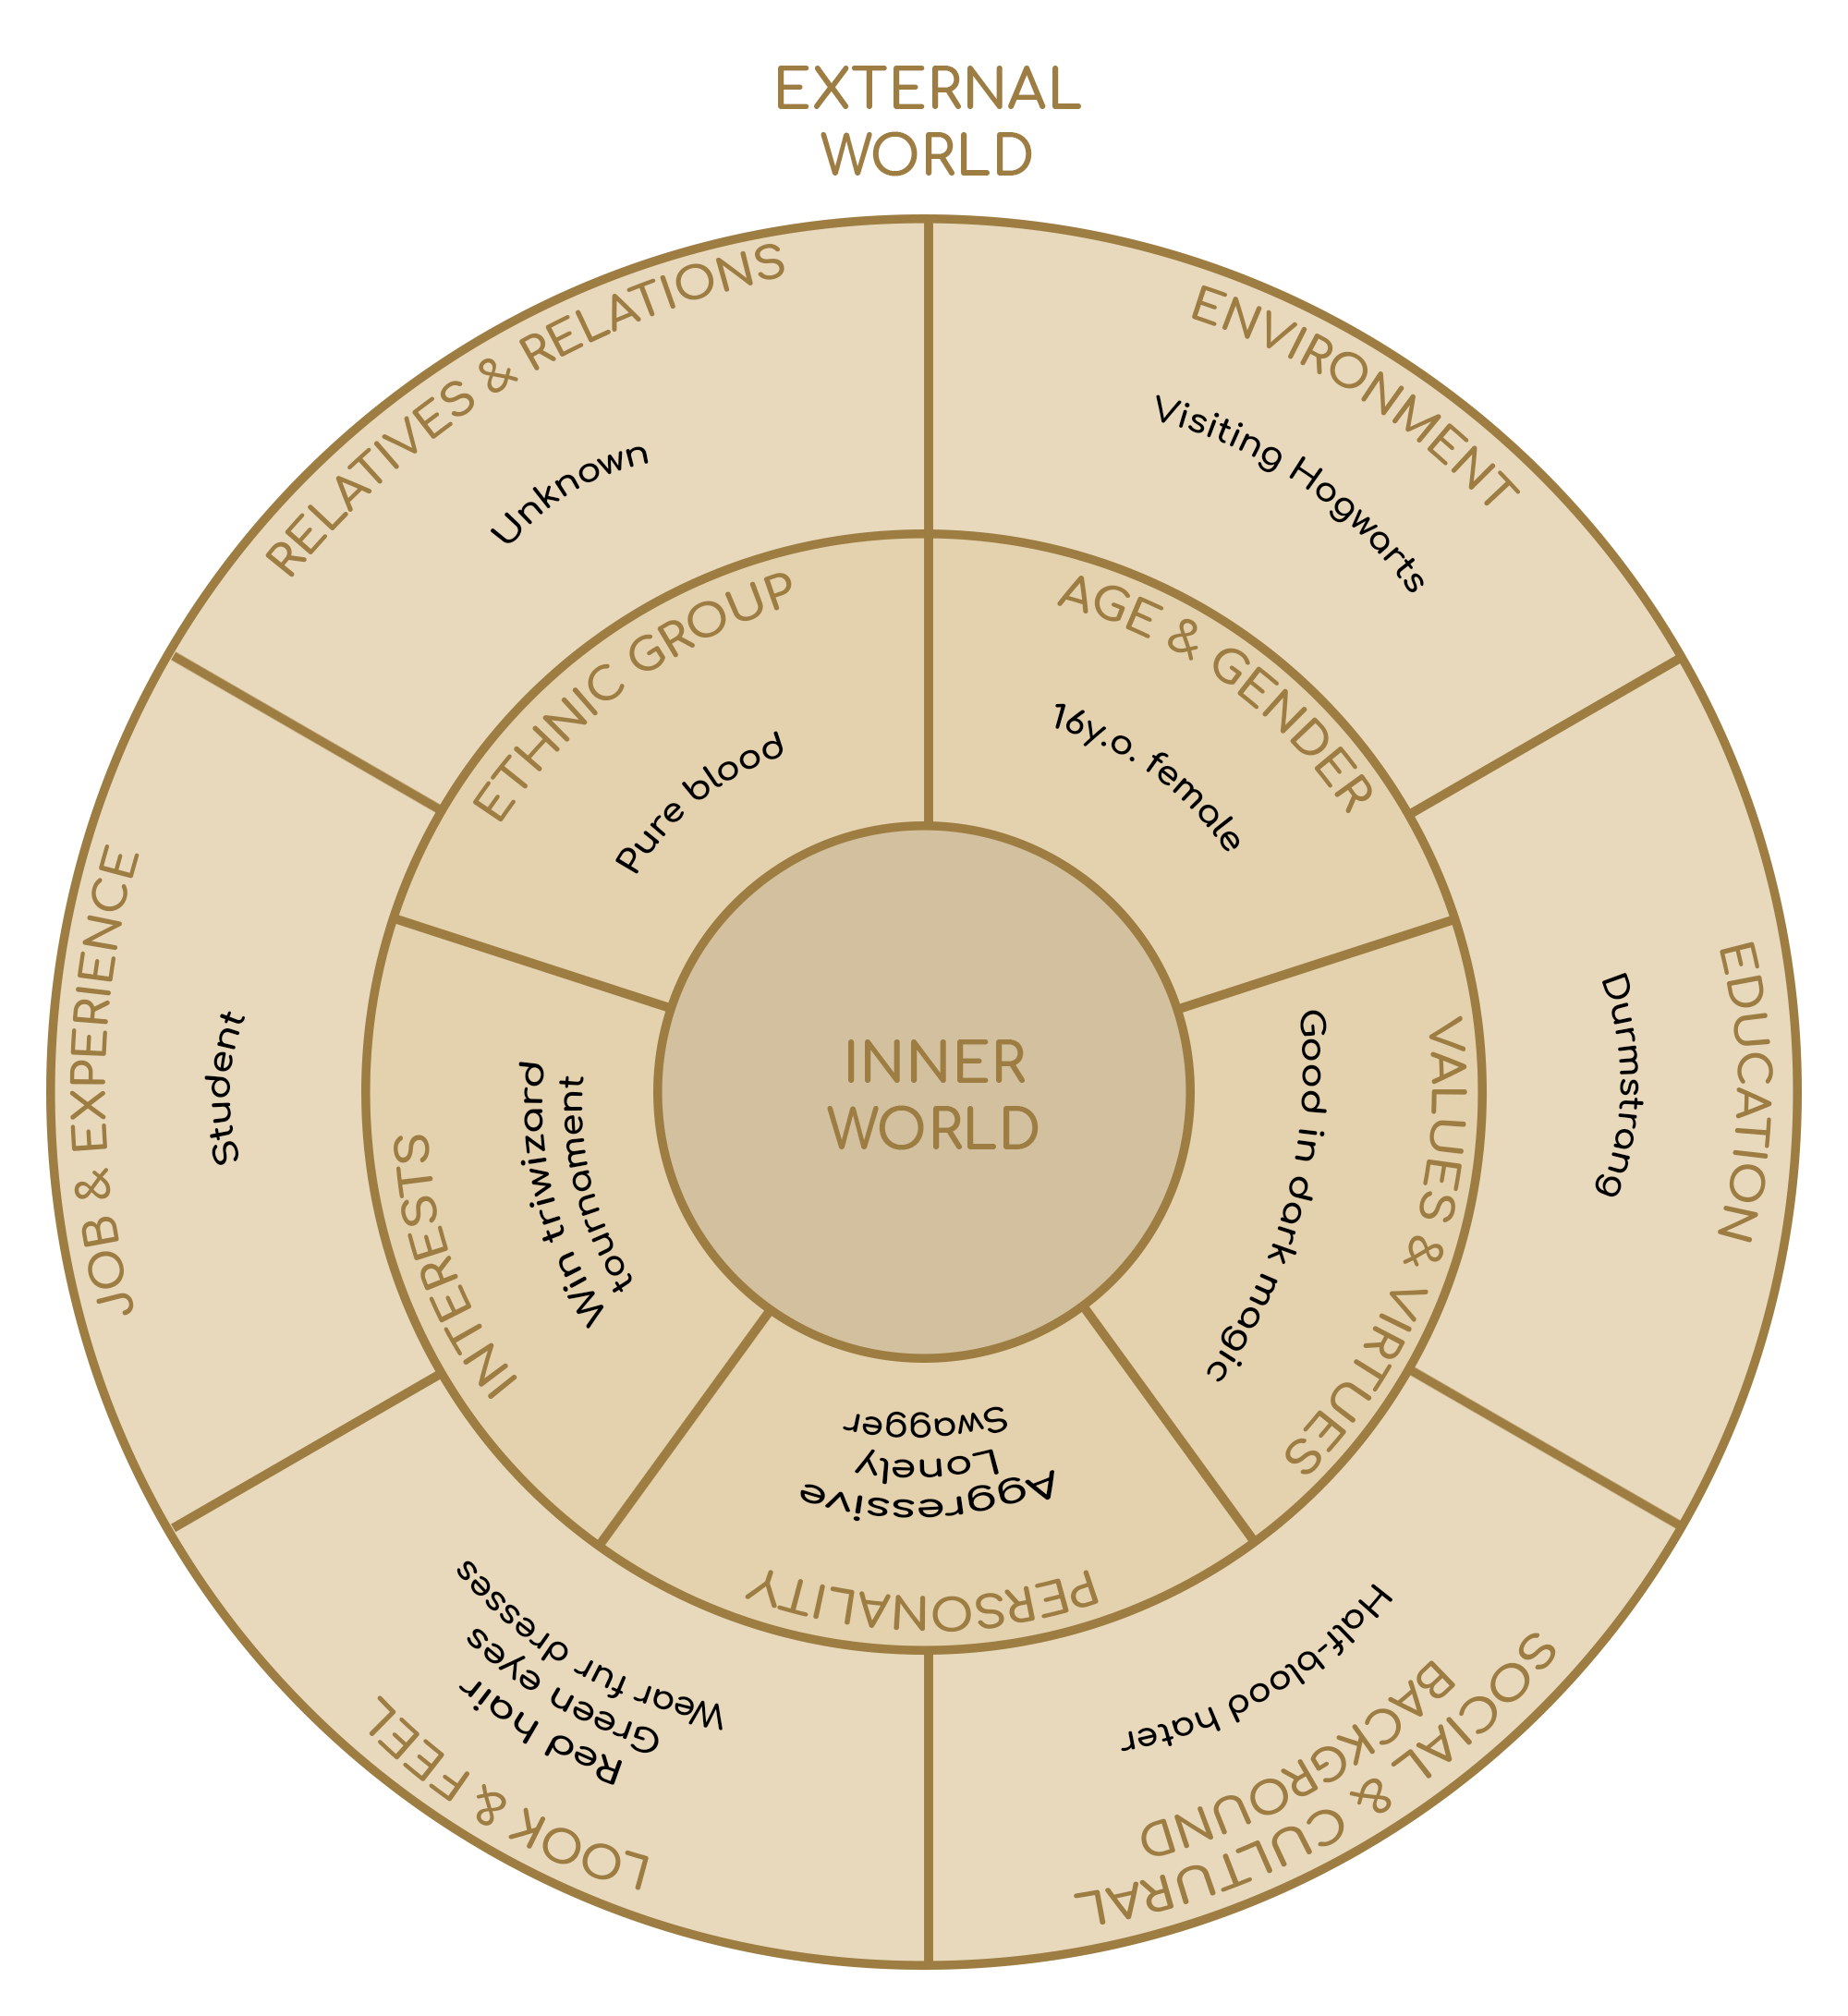 EXTERNAL
WORLD
RELATIVES & RELATIONS
Unknown
ENVIRONMENT
Visiting Hogwarts
EDUCATION
Durmstrang
SOCIAL & CULTURAL
BACKGROUND
Half-blood hater
LOOK & FEEL
Red hair
Green eyes
Wear fur dresses
JOB & EXPERIENCE
Student
ETHNIC GROUP
Pure blood
AGE & GENDER
16y.o. female
VALUES & VIRTUES
Good in dark magic
PERSONALITY
Aggressive
Lonely
Swagger
INTERESTS
Win triwizard
tournament
INNER
WORLD